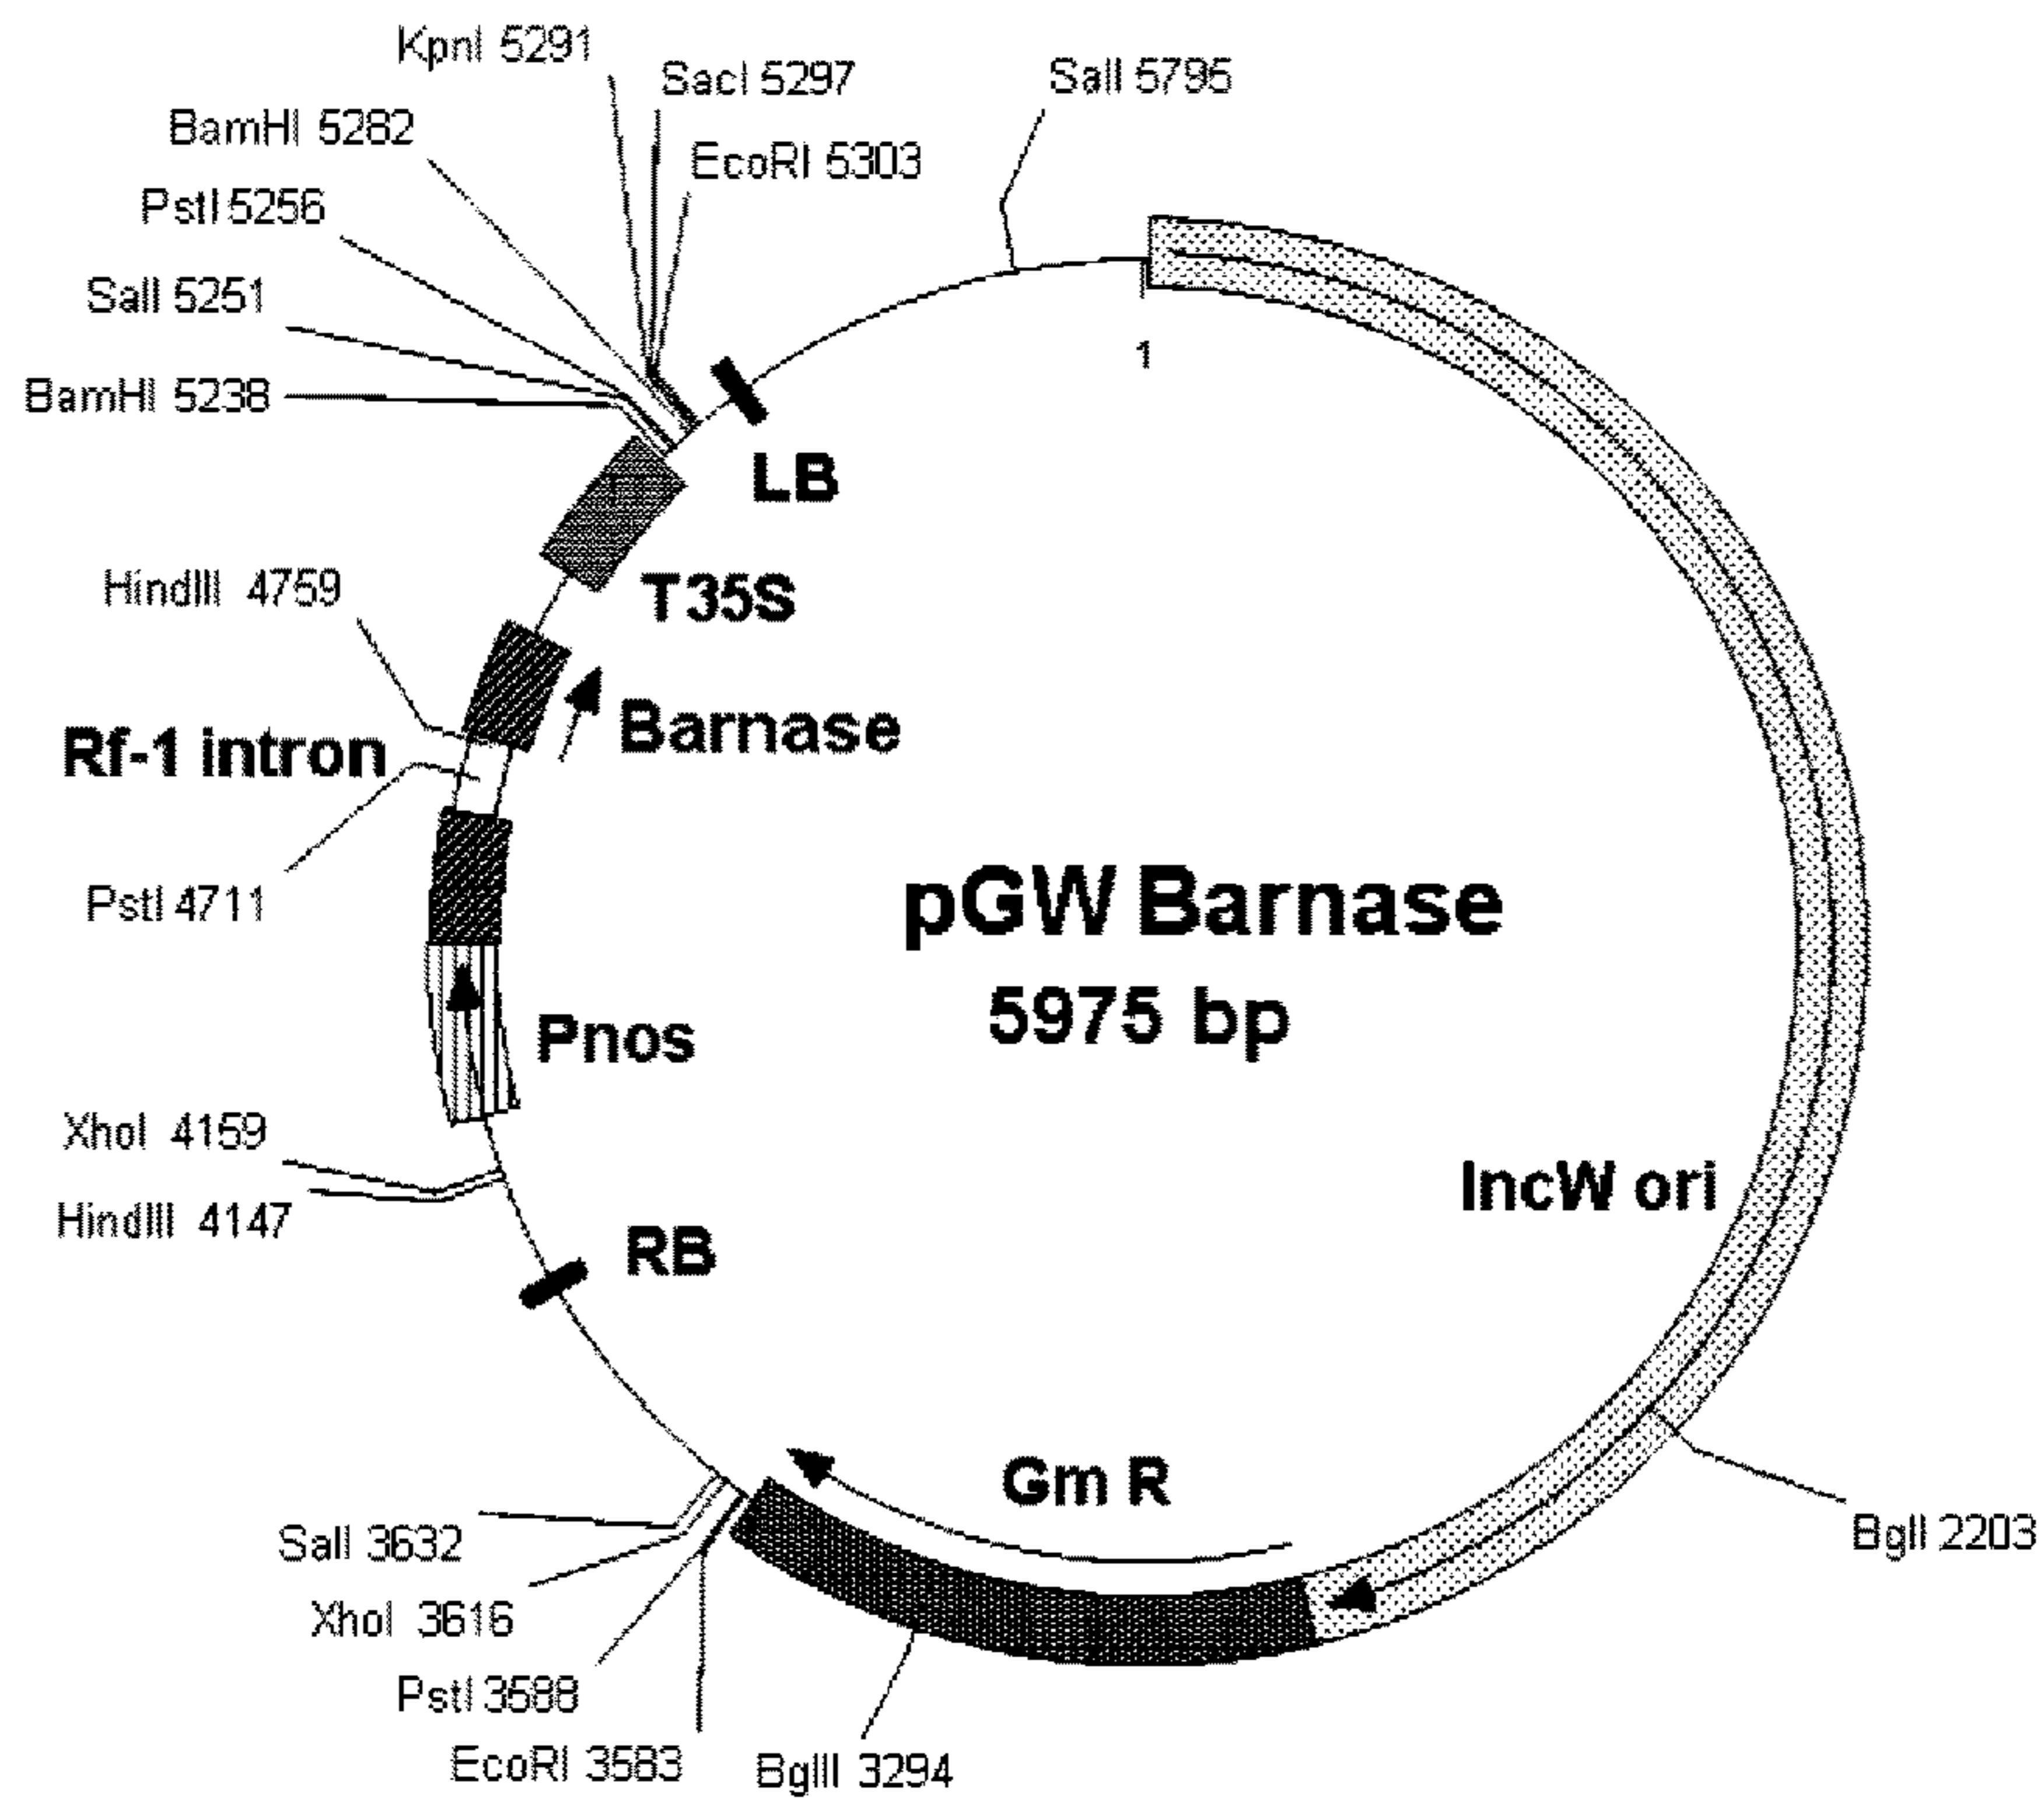 KpnI 5291
SacI 5297
SalI 5795
BamHI 5282
EcoRI 5303
PstI 5256
SalI 5251
1
BamHI 5238
LB
HindIII 4759
T35S
Barnase
Rf-1 intron
PstI 4711
pGW Barnase
5975 bp
Pnos
XhoI 4159
IncW ori
HindIII 4147
RB
Gm R
SalI 3632
BglI 2203
XhoI 3616
PstI 3588
EcoRI 3583
BglII 3294